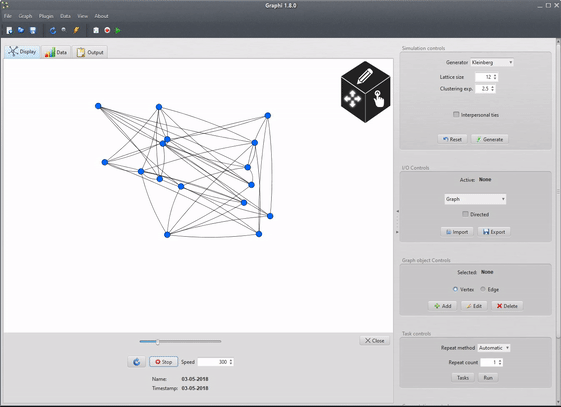 Graphi 1.8.0
File Graph Plugin Data View About
Display Data Output
Simulation controls
Generator Kleinberg
Lattice size 12
Clustering exp. 2.5
Interpersonal ties
Reset Generate
I/O Controls
Active: None
Graph
Directed
Import Export
Graph object Controls
Selected: None
Vertex Edge
Add Edit Delete
Close
Task controls
Repeat method Automatic
Repeat count 1
Tasks Run
Stop Speed 300
Name: 03-05-2018
Timestamp: 03-05-2018